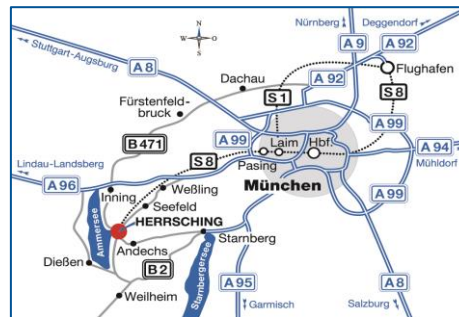 Nürnberg
Deggendorf
Stuttgart-Augsburg
A 8
N
W O
S
A 9
A 92
Flughafen
Dachau
A 92
S 1
S 8
Fürstenfeld-
bruck
A 99
A 99
B 471
Laim
Hbf.
A 94
Lindau-Landsberg
S 8
Pasing
Mühldorf
A 96
Weßling
München
Inning
Seefeld
A 99
Ammersee
HERRSCHING
Andechs
Starnberg
Dießen
B 2
Starnbergersee
A 95
A 8
Weilheim
Garmisch
Salzburg